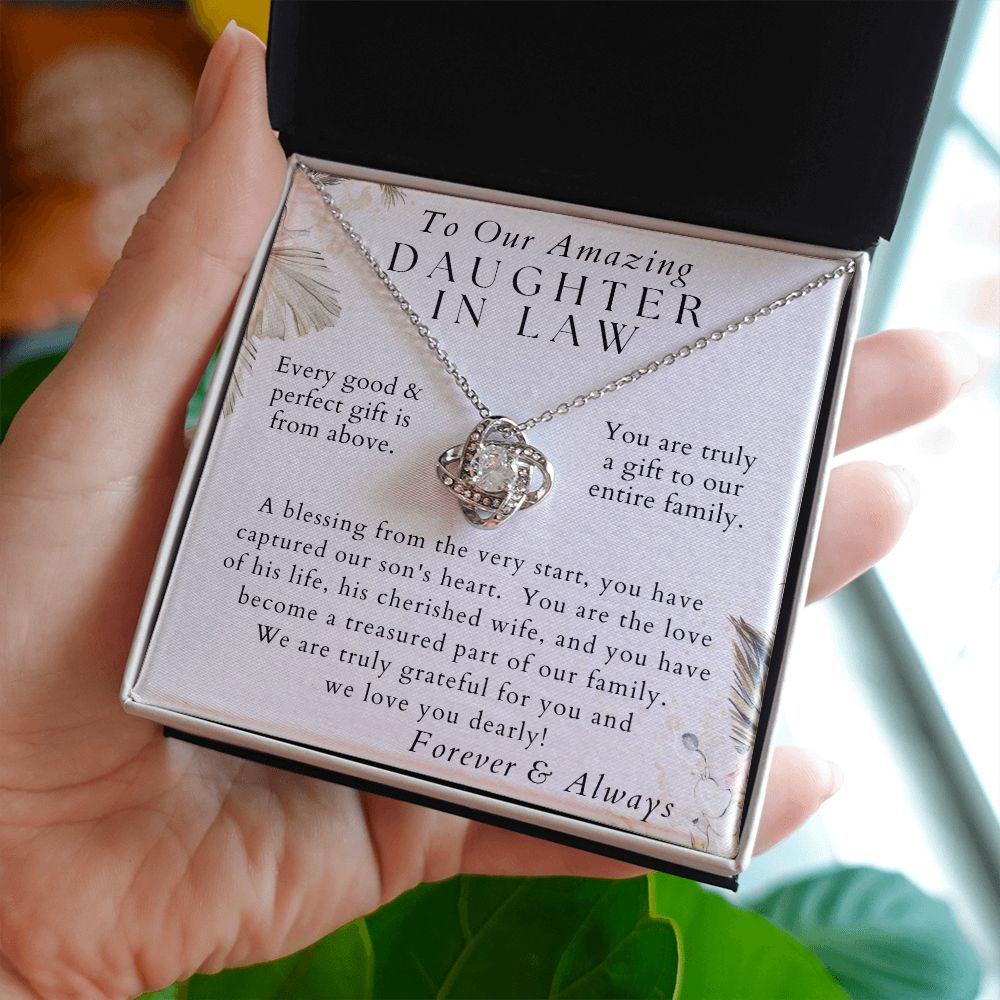 To Our Amazing
DAUGHTER
IN LAW
Every good &
perfect gift is
from above.
You are truly
a gift to our
entire family.
A blessing from the very start, you have
captured our son's heart.  You are the love
of his life, his cherished wife, and you have
become a treasured part of our family.
We are truly grateful for you and
we love you dearly!
Forever & Always